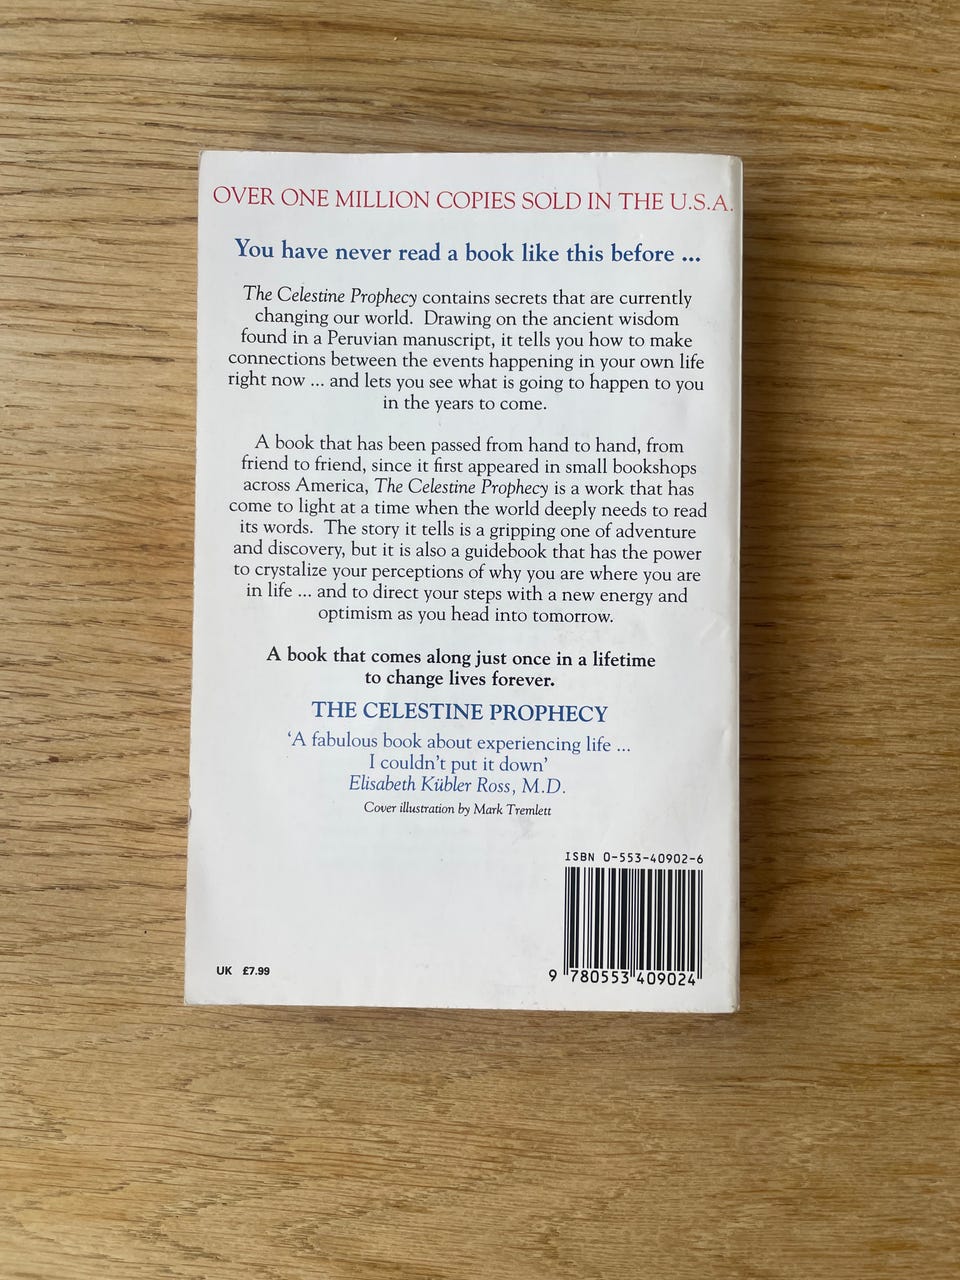 OVER ONE MILLION COPIES SOLD IN THE U.S.A.
You have never read a book like this before ...
The Celestine Prophecy contains secrets that are currently
changing our world. Drawing on the ancient wisdom
found in a Peruvian manuscript, it tells you how to make
connections between the events happening in your own life
right now ... and lets you see what is going to happen to you
in the years to come.
A book that has been passed from hand to hand, from
friend to friend, since it first appeared in small bookshops
across America, The Celestine Prophecy is a work that has
come to light at a time when the world deeply needs to read
its words. The story it tells is a gripping one of adventure
and discovery, but it is also a guidebook that has the power
to crystalize your perceptions of why you are where you are
in life ... and to direct your steps with a new energy and
optimism as you head into tomorrow.
A book that comes along just once in a lifetime
to change lives forever.
THE CELESTINE PROPHECY
‘A fabulous book about experiencing life ...
I couldn’t put it down’
Elisabeth Kübler Ross, M.D.
Cover illustration by Mark Tremlett
ISBN 0-553-40902-6
UK £7.99
9 780553 409024